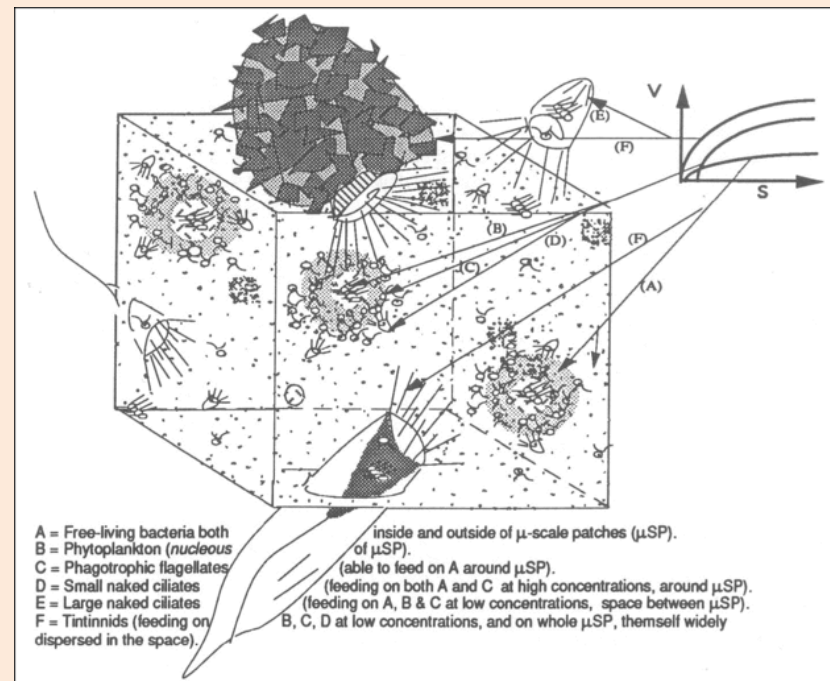 V
(E)
(F)
S
(B)
(D)
(F)
(C)
(A)
A = Free-living bacteria both inside and outside of µ-scale patches (µSP).
B = Phytoplankton (nucleous of µSP).
C = Phagotrophic flagellates (able to feed on A around µSP).
D = Small naked ciliates (feeding on both A and C at high concentrations, around µSP).
E = Large naked ciliates (feeding on A, B & C at low concentrations, space between µSP).
F = Tintinnids (feeding on B, C, D at low concentrations, and on whole µSP, themself widely
dispersed in the space).